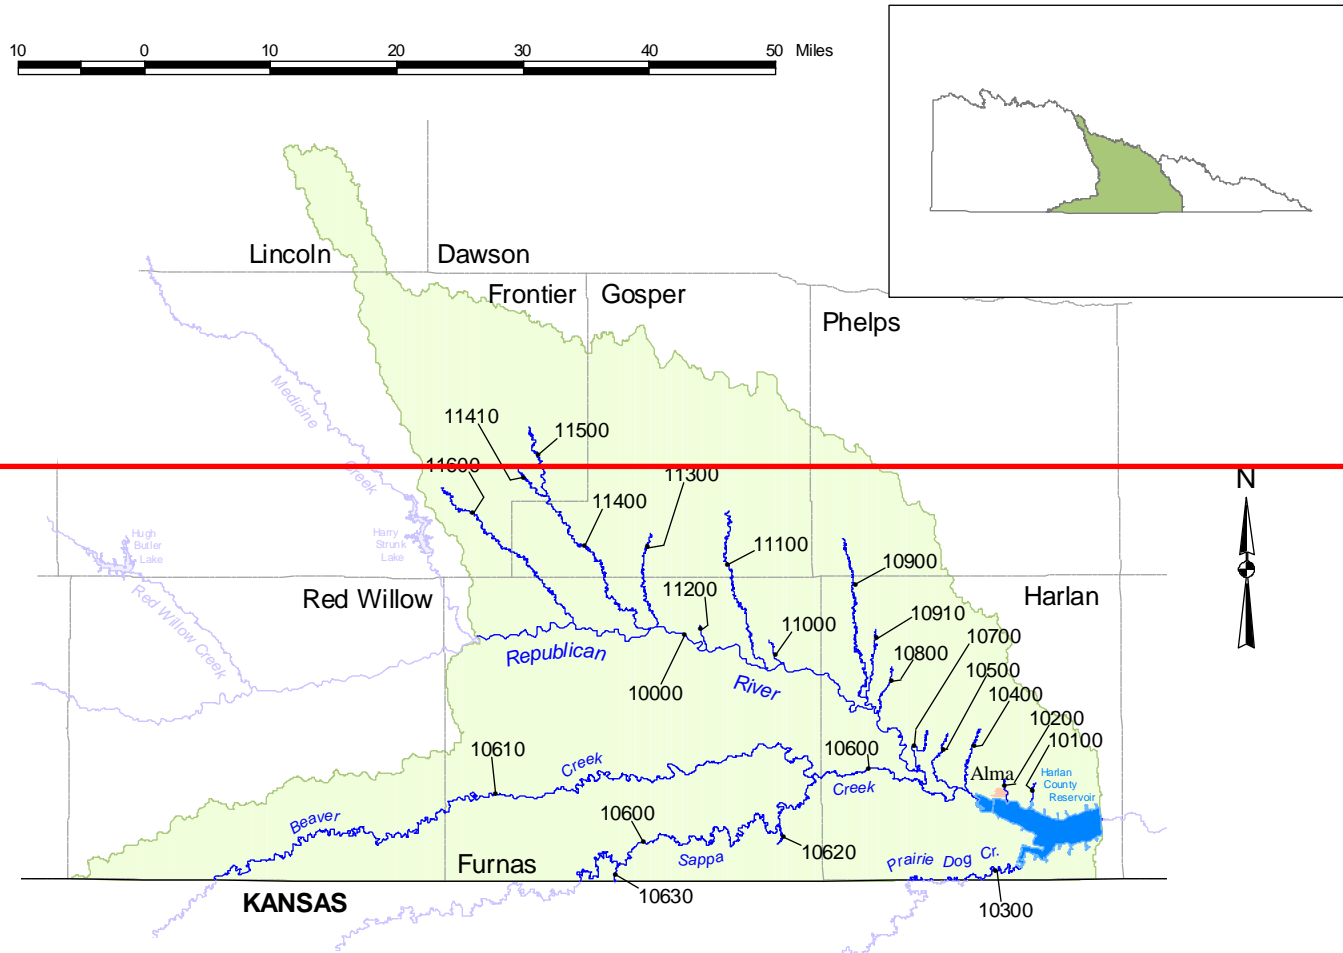 10 0 10 20 30 40 50 Miles
Lincoln
Dawson
Frontier
Gosper
Phelps
Medicine
Creek
11410
11500
11600
11300
N
11400
Hugh
Butler
Lake
Harry
Strunk
Lake
11100
10900
Red Willow
Red Willow Creek
11200
Harlan
10910
11000
10700
Republican
10800
10500
River
10000
10400
10200
10100
10610
Creek
10600
Alma
Harlan
County
Reservoir
Creek
Beaver
10600
Sappa
10620
Prairie Dog Cr.
Furnas
KANSAS
10630
10300